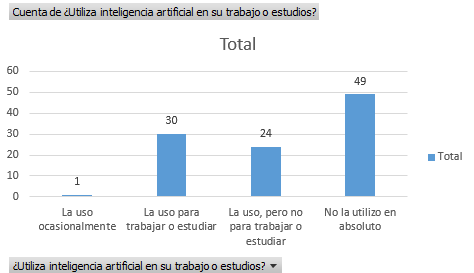 Cuenta de ¿Utiliza inteligencia artificial en su trabajo o estudios?
Total
60
50
40
30
20
10
0
1
30
24
49
La uso
ocasionalmente
La uso para
trabajar o estudiar
La uso, pero no
para trabajar o
estudiar
No la utilizo en
absoluto
Total
¿Utiliza inteligencia artificial en su trabajo o estudios?